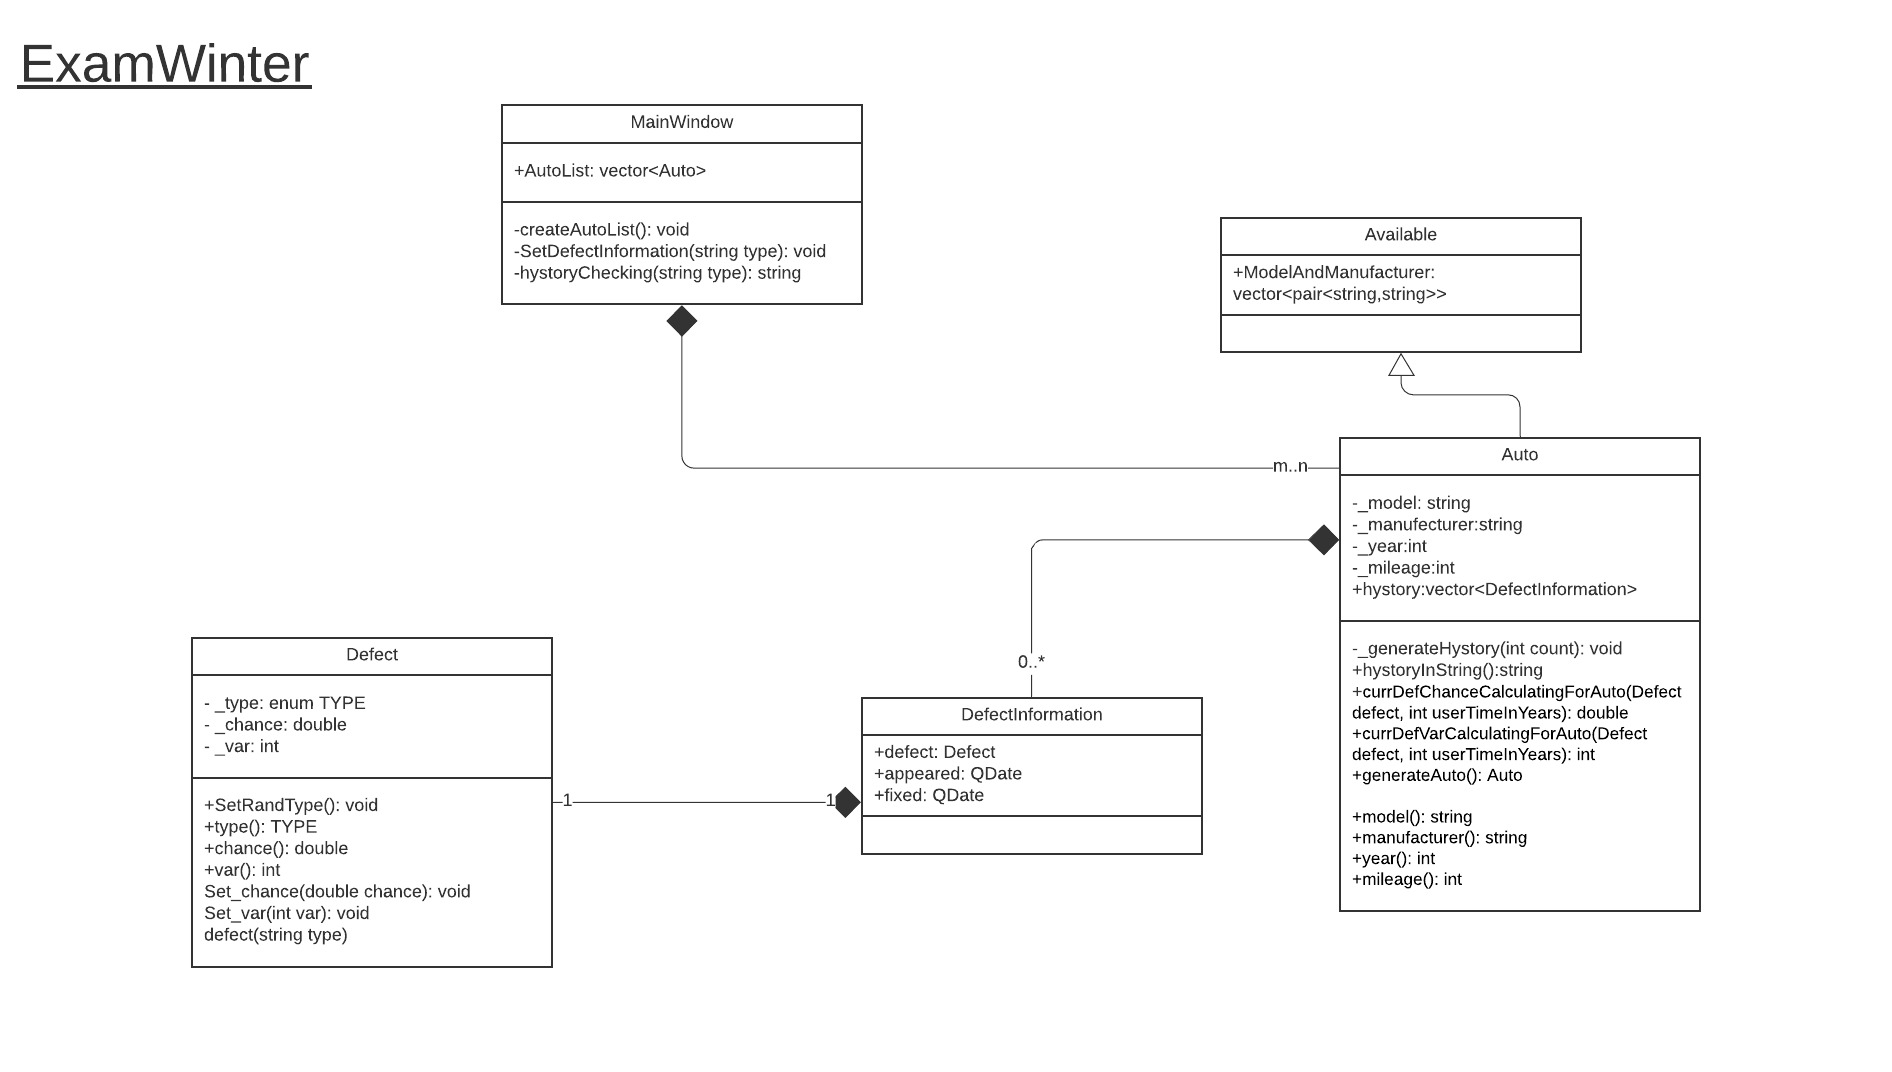 ExamWinter
MainWindow
+AutoList: vector<Auto>
-createAutoList(): void
-SetDefectInformation(string type): void
-hystoryChecking(string type): string
Available
+ModelAndManufacturer:
vector<pair<string,string>>
m..n
Auto
-_model: string
-_manufecturer:string
-_year:int
-_mileage:int
+hystory:vector<DefectInformation>
-_generateHystory(int count): void
+hystoryInString():string
+currDefChanceCalculatingForAuto(Defect
defect, int userTimeInYears): double
+currDefVarCalculatingForAuto(Defect
defect, int userTimeInYears): int
+generateAuto(): Auto
+model(): string
+manufacturer(): string
+year(): int
+mileage(): int
0..*
DefectInformation
+defect: Defect
+appeared: QDate
+fixed: QDate
1
1
Defect
- _type: enum TYPE
- _chance: double
- _var: int
+SetRandType(): void
+type(): TYPE
+chance(): double
+var(): int
Set_chance(double chance): void
Set_var(int var): void
defect(string type)